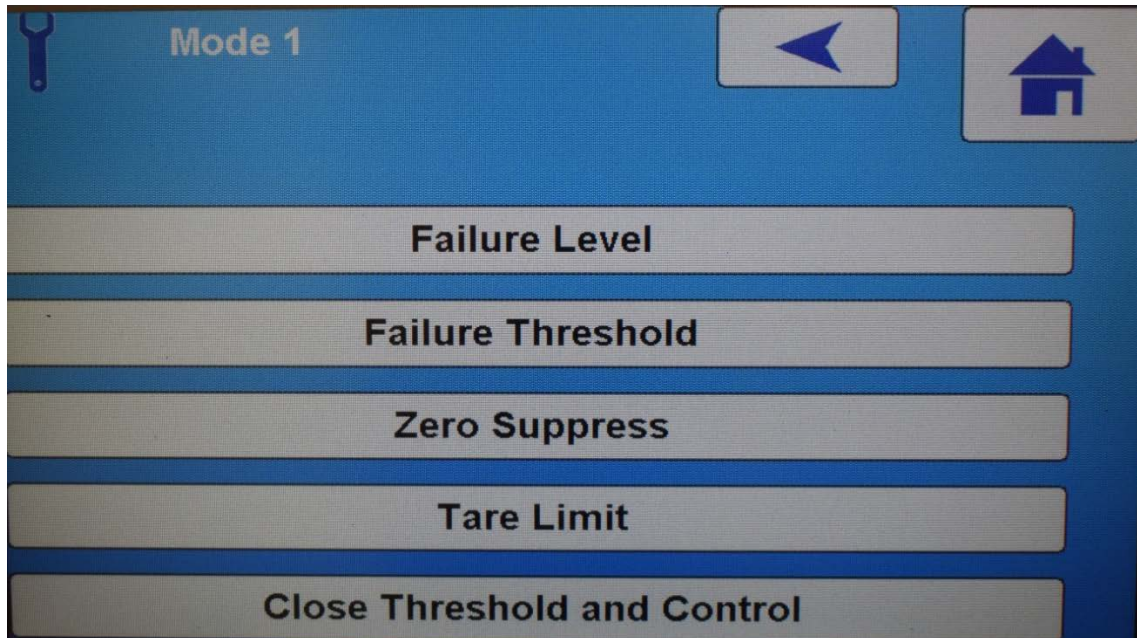 Mode 1
Failure Level
Failure Threshold
Zero Suppress
Tare Limit
Close Threshold and Control